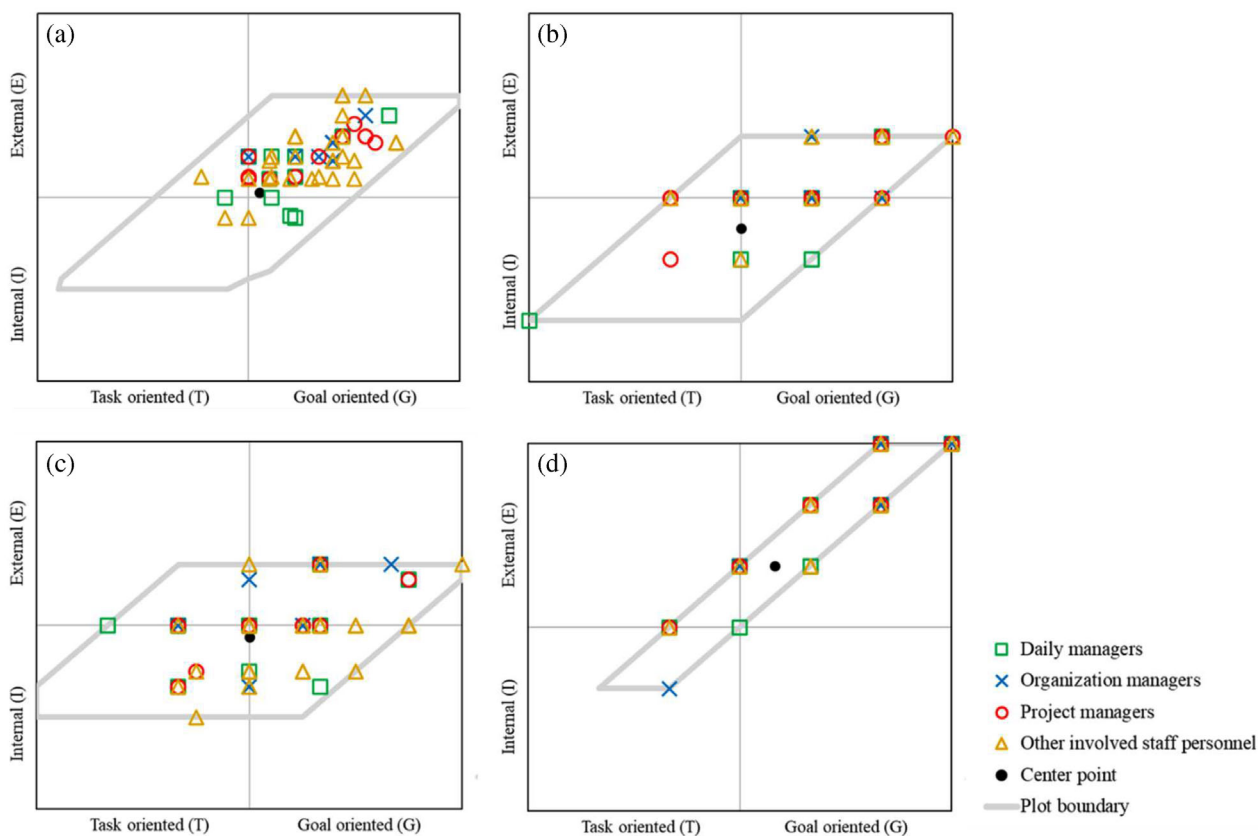 (a)
External (E)
Internal (I)
Task oriented (T)
Goal oriented (G)
(b)
External (E)
Internal (I)
Task oriented (T)
Goal oriented (G)
(c)
External (E)
Internal (I)
Task oriented (T)
Goal oriented (G)
(d)
External (E)
Internal (I)
Task oriented (T)
Goal oriented (G)
Daily managers
Organization managers
Project managers
Other involved staff personnel
Center point
Plot boundary